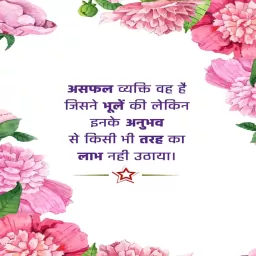 असफल व्यक्ति वह है
जिसने भूलें की लेकिन
इनके अनुभव
से किसी भी तरह का
लाभ नही उठाया।